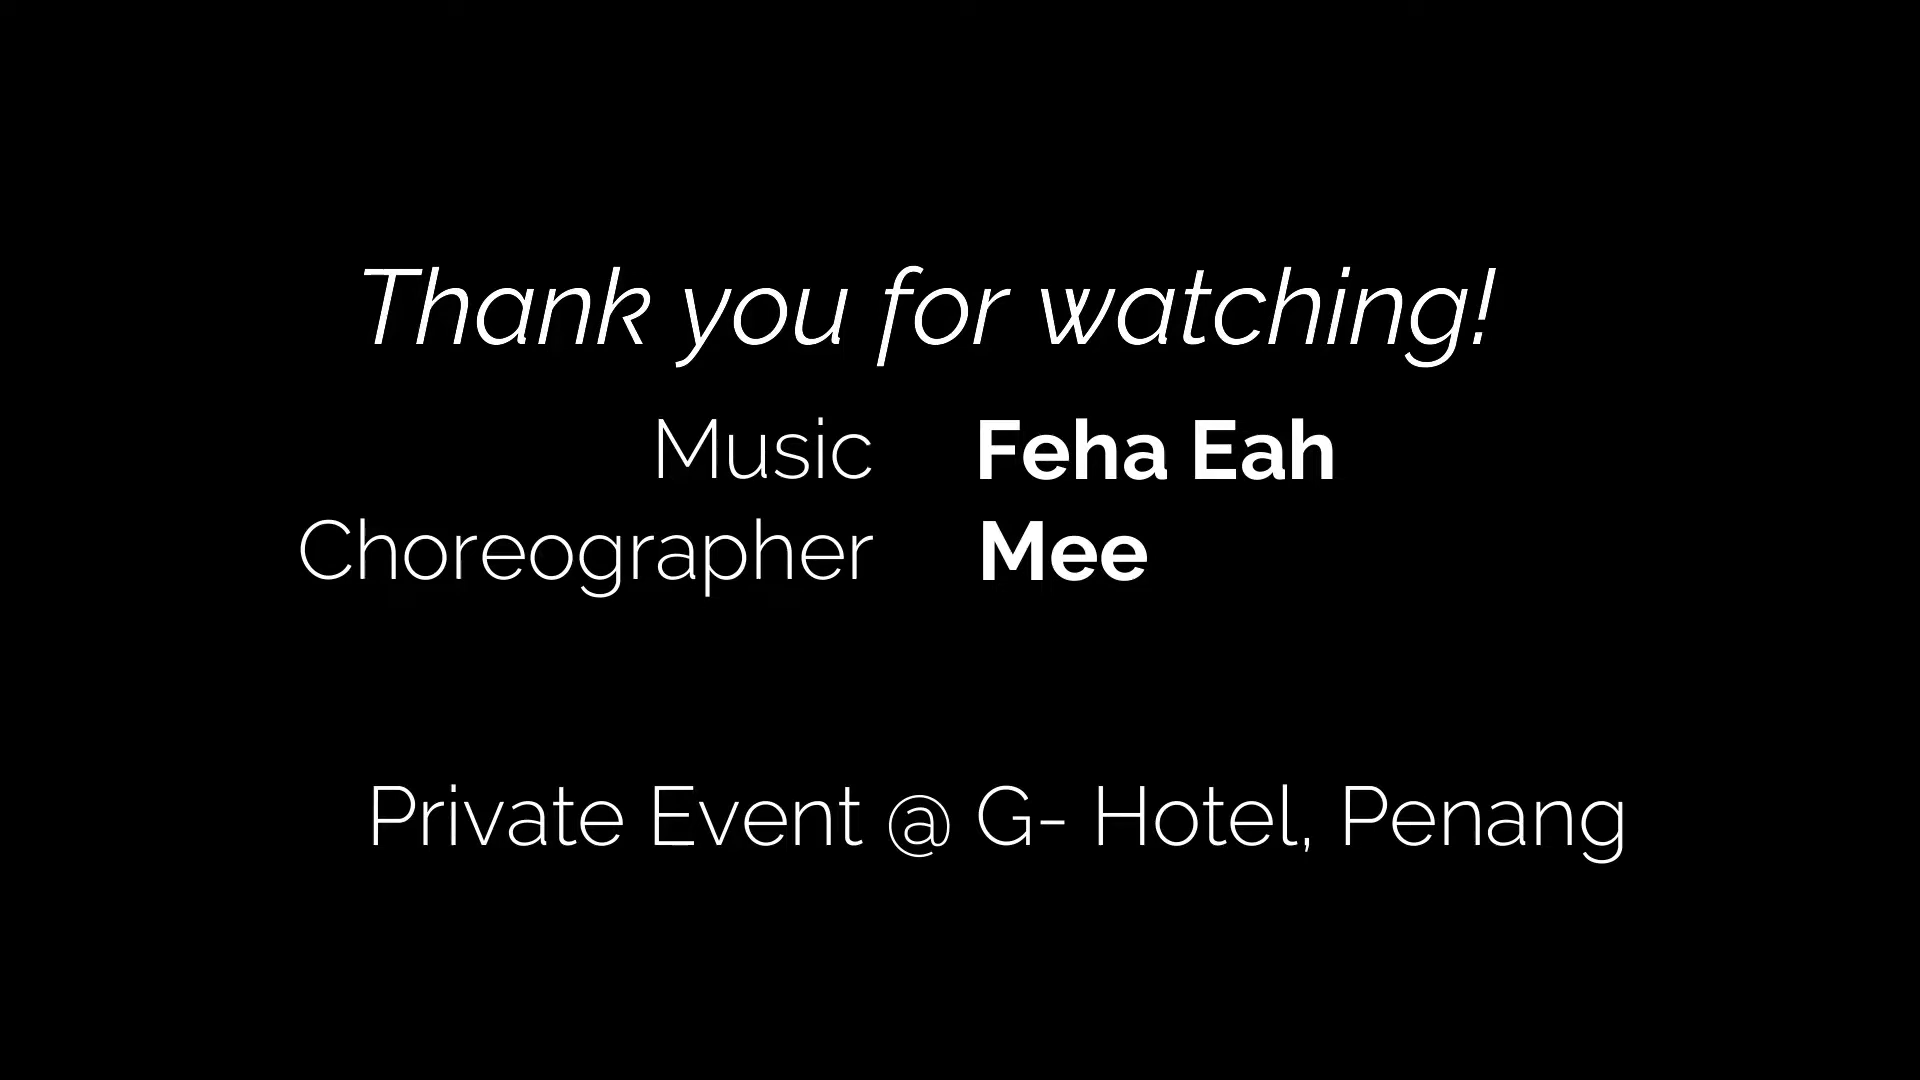 Thank you for watching!
Music Feha Eah
Choreographer Mee
Private Event @ G- Hotel, Penang